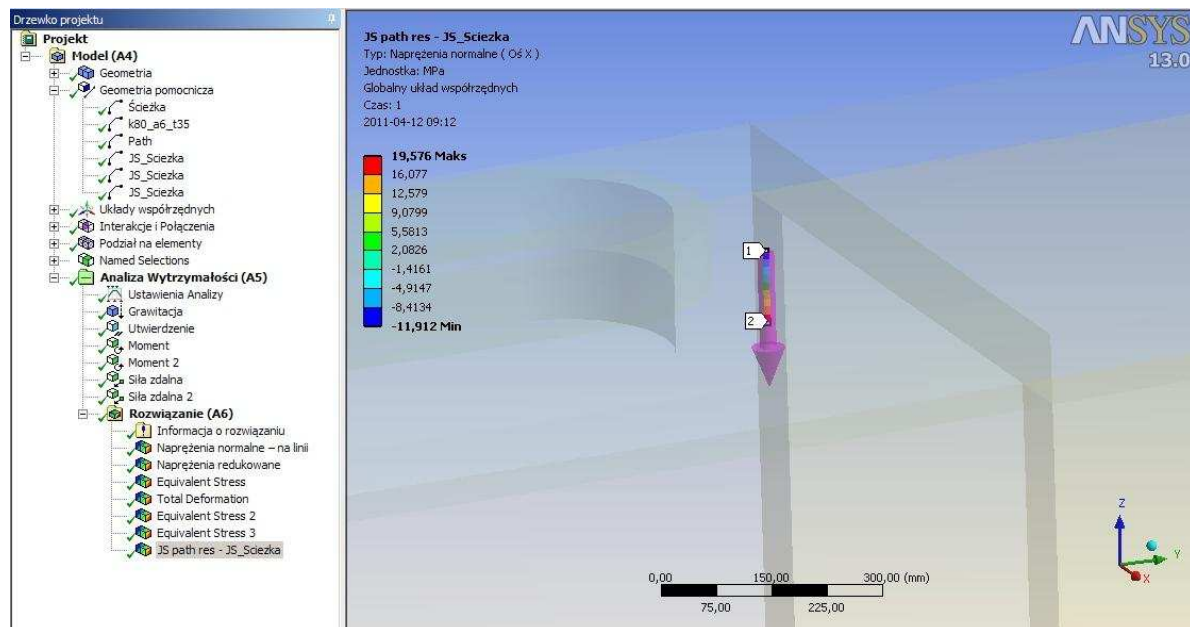 Drzewko projektu
Projekt
Model (A4)
Geometria
Geometria pomocnicza
Ścieżka
k80_a6_t35
Path
JS_Sciezka
JS_Sciezka
JS_Sciezka
Układy współrzędnych
Interakcje i Połączenia
Podział na elementy
Named Selections
Analiza Wytrzymałości (A5)
Ustawienia Analizy
Grawitacja
Utwierdzenie
Moment
Moment 2
Siła zdalna
Siła zdalna 2
Rozwiązanie (A6)
Informacja o rozwiązaniu
Naprężenia normalne – na linii
Naprężenia redukowane
Equivalent Stress
Total Deformation
Equivalent Stress 2
Equivalent Stress 3
JS path res - JS_Sciezka
JS path res - JS_Sciezka
Typ: Naprężenia normalne ( Oś X )
Jednostka: MPa
Globalny układ współrzędnych
Czas: 1
2011-04-12 09:12
19,576 Maks
16,077
12,579
9,0799
5,5813
2,0826
-1,4161
-4,9147
-8,4134
-11,912 Min
ANSYS
13.0
1
2
0,00 150,00 300,00 (mm)
75,00 225,00
Z
Y
X